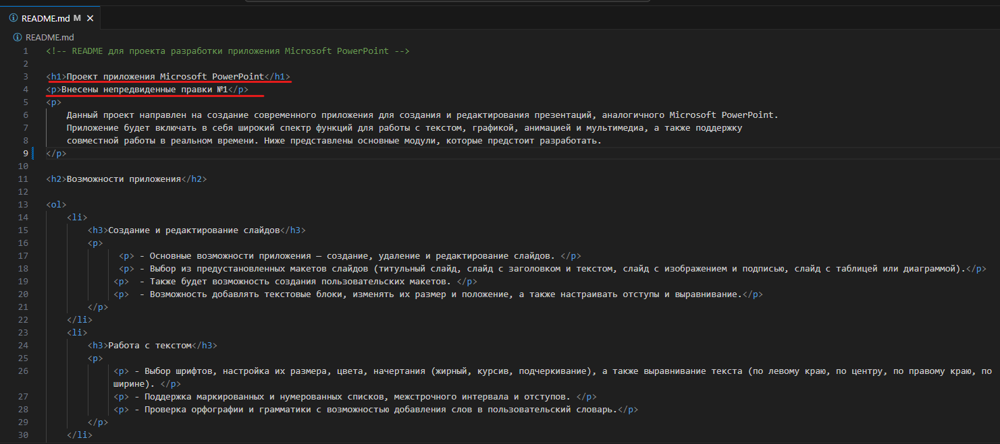 README.md M
README.md
1 <!-- README для проекта разработки приложения Microsoft PowerPoint -->
2
3 <h1>Проект приложения Microsoft PowerPoint</h1>
4 <p>Внесены непредвиденные правки №1</p>
5 <p>
6 Данный проект направлен на создание современного приложения для создания и редактирования презентаций, аналогичного Microsoft PowerPoint.
7 Приложение будет включать в себя широкий спектр функций для работы с текстом, графикой, анимацией и мультимедиа, а также поддержку
8 совместной работы в реальном времени. Ниже представлены основные модули, которые предстоит разработать.
9 </p>
10
11 <h2>Возможности приложения</h2>
12
13 <ol>
14 <li>
15 <h3>Создание и редактирование слайдов</h3>
16 <p>
17 <p> - Основные возможности приложения — создание, удаление и редактирование слайдов. </p>
18 <p> - Выбор из предустановленных макетов слайдов (титульный слайд, слайд с заголовком и текстом, слайд с изображением и подписью, слайд с таблицей или диаграммой).</p>
19 <p> - Также будет возможность создания пользовательских макетов. </p>
20 <p> - Возможность добавлять текстовые блоки, изменять их размер и положение, а также настраивать отступы и выравнивание.</p>
21 </p>
22 </li>
23 <li>
24 <h3>Работа с текстом</h3>
25 <p>
26 <p> - Выбор шрифтов, настройка их размера, цвета, начертания (жирный, курсив, подчеркивание), а также выравнивание текста (по левому краю, по центру, по правому краю, по
ширине). </p>
27 <p> - Поддержка маркированных и нумерованных списков, межстрочного интервала и отступов. </p>
28 <p> - Проверка орфографии и грамматики с возможностью добавления слов в пользовательский словарь.</p>
29 </p>
30 </li>